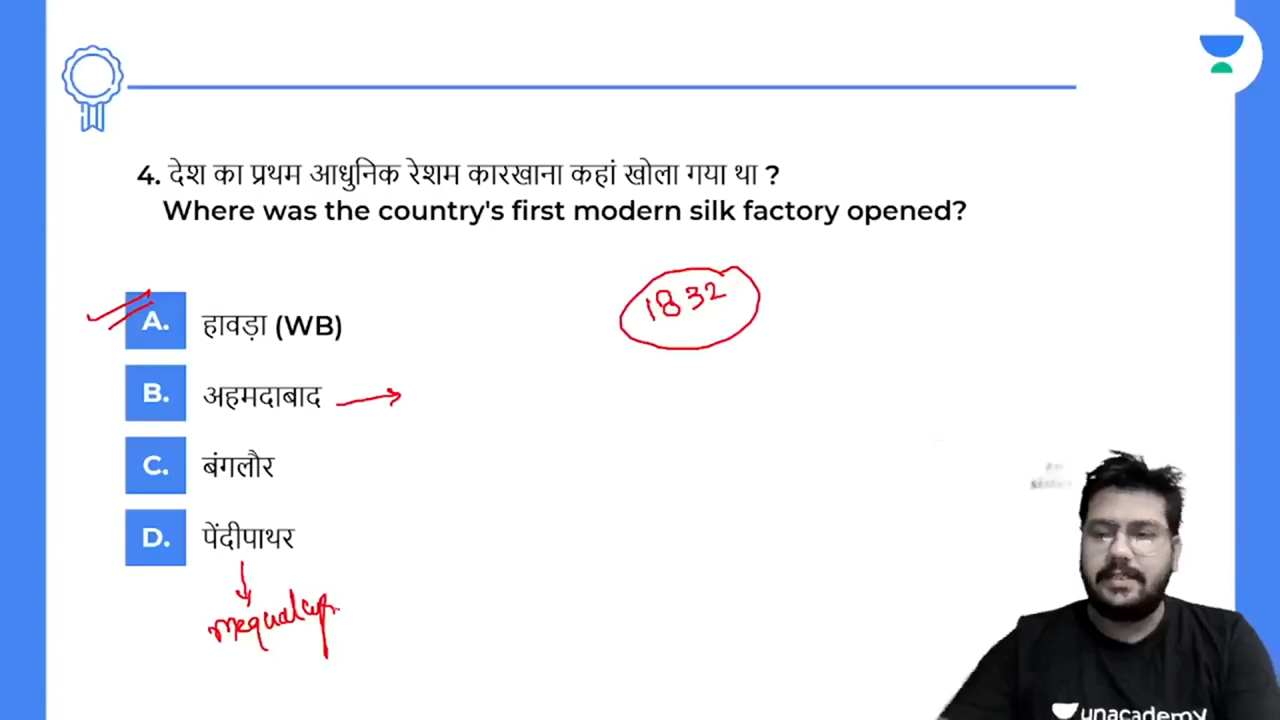 4. देश का प्रथम आधुनिक रेशम कारखाना कहां खोला गया था ?
Where was the country's first modern silk factory opened?
1832
A. हावड़ा (WB)
B. अहमदाबाद
C. बंगलौर
D. पेंदीपाथर
unacademy